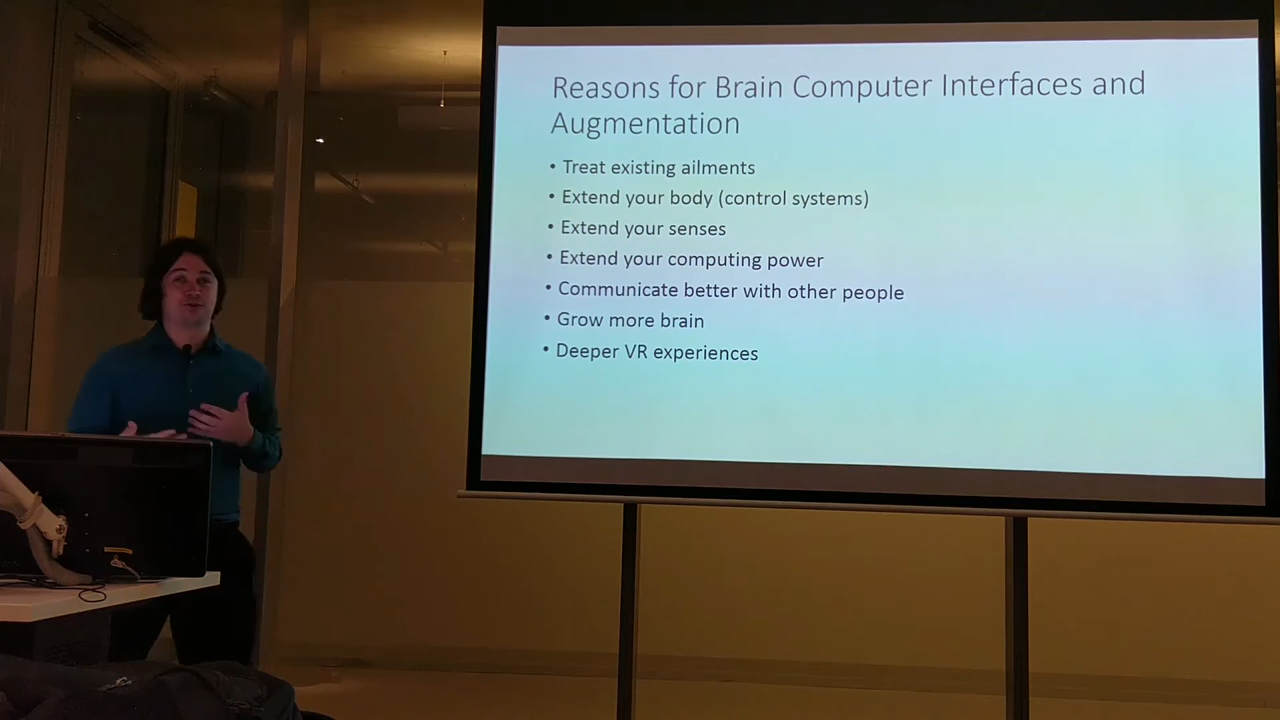 Reasons for Brain Computer Interfaces and
Augmentation
• Treat existing ailments
• Extend your body (control systems)
• Extend your senses
• Extend your computing power
• Communicate better with other people
• Grow more brain
• Deeper VR experiences